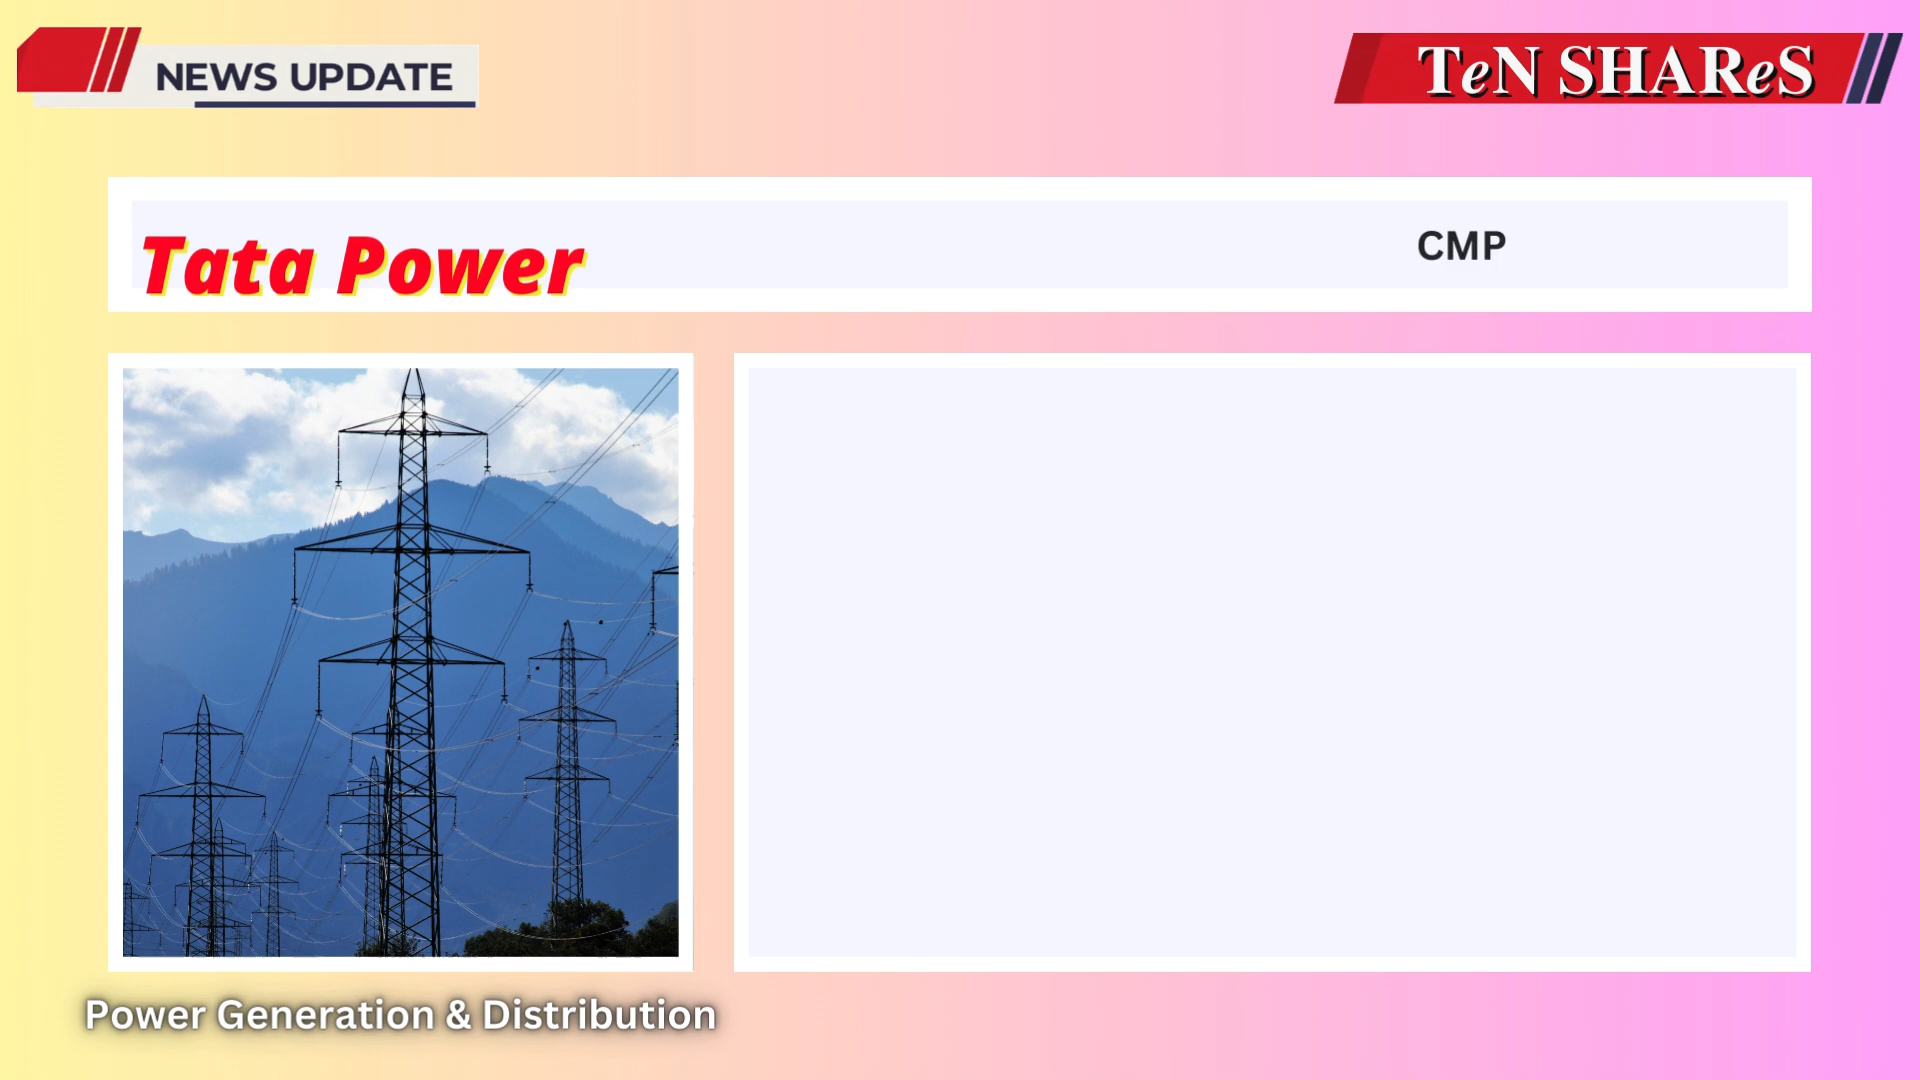 NEWS UPDATE
TeN SHAReS
Tata Power
CMP
Power Generation & Distribution